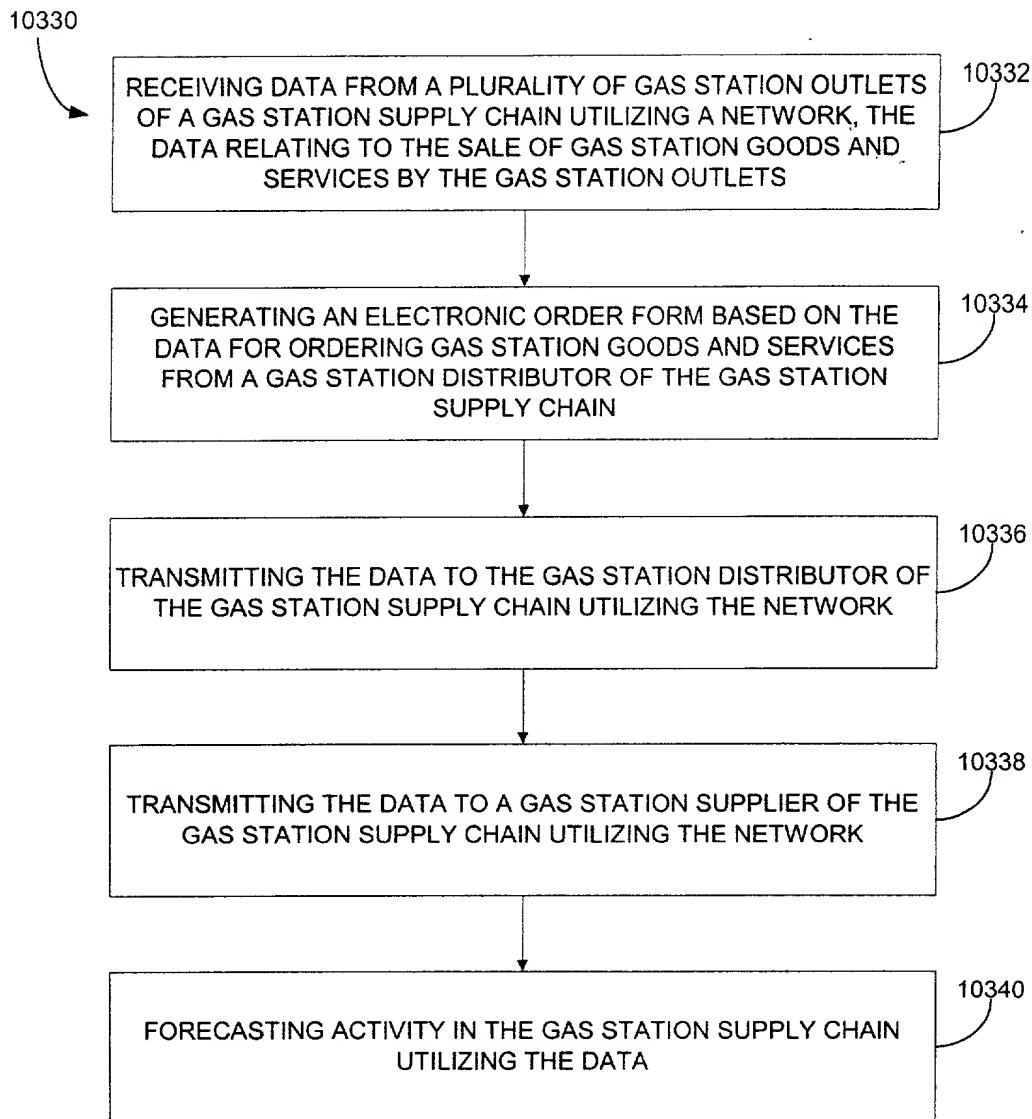 10330
RECEIVING DATA FROM A PLURALITY OF GAS STATION OUTLETS
OF A GAS STATION SUPPLY CHAIN UTILIZING A NETWORK, THE
DATA RELATING TO THE SALE OF GAS STATION GOODS AND
SERVICES BY THE GAS STATION OUTLETS
10332
GENERATING AN ELECTRONIC ORDER FORM BASED ON THE
DATA FOR ORDERING GAS STATION GOODS AND SERVICES
FROM A GAS STATION DISTRIBUTOR OF THE GAS STATION
SUPPLY CHAIN
10334
TRANSMITTING THE DATA TO THE GAS STATION DISTRIBUTOR OF
THE GAS STATION SUPPLY CHAIN UTILIZING THE NETWORK
10336
TRANSMITTING THE DATA TO A GAS STATION SUPPLIER OF THE
GAS STATION SUPPLY CHAIN UTILIZING THE NETWORK
10338
FORECASTING ACTIVITY IN THE GAS STATION SUPPLY CHAIN
UTILIZING THE DATA
10340